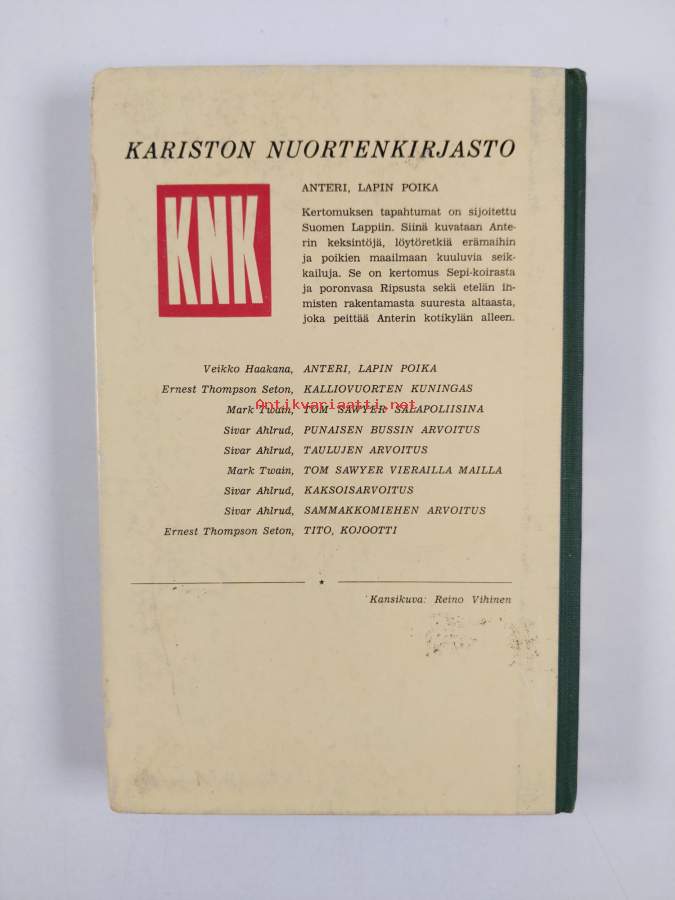 KARISTON NUORTENKIRJASTO
KNK
ANTERI, LAPIN POIKA
Kertomuksen tapahtumat on sijoitettu
Suomen Lappiin. Siinä kuvataan Ante-
rin keksintöjä, löytöretkiä erämaihin
ja poikien maailmaan kuuluvia seik-
kailuja. Se on kertomus Sepi-koirasta
ja poronvasa Ripsusta sekä etelän ih-
misten rakentamasta suuresta altaasta,
joka peittää Anterin kotikylän alleen.
Veikko Haakana, ANTERI, LAPIN POIKA
Ernest Thompson Seton, KALLIOVUORTEN KUNINGAS
Mark Twain, TOM SAWYER SALAPOLIISINA
Antikvariaatti.net
Sivar Ahlrud, PUNAISEN BUSSIN ARVOITUS
Sivar Ahlrud, TAULUJEN ARVOITUS
Mark Twain, TOM SAWYER VIERAILLA MAILLA
Sivar Ahlrud, KAKSOISARVOITUS
Sivar Ahlrud, SAMMAKKOMIEHEN ARVOITUS
Ernest Thompson Seton, TITO, KOJOOTTI
Kansikuva: Reino Vihinen